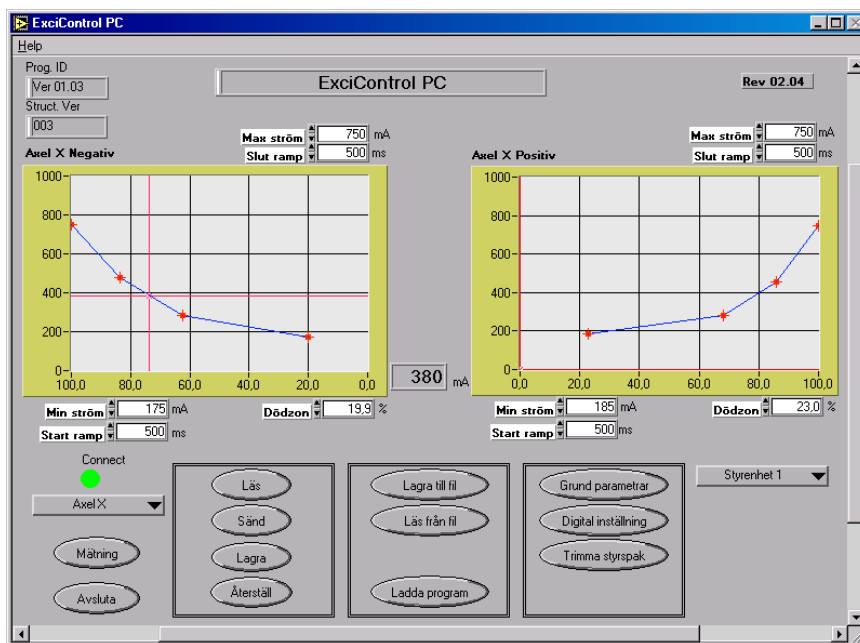 ExciControl PC
Help
Prog. ID
Ver 01.03
Struct. Ver
003
ExciControl PC
Rev 02.04
Max ström 750 mA
Slut ramp 500 ms
Axel X Negativ
Max ström 750 mA
Slut ramp 500 ms
Axel X Positiv
1000
800
600
400
200
0
100,0 80,0 60,0 40,0 20,0 0,0
380 mA
1000
800
600
400
200
0
0,0 20,0 40,0 60,0 80,0 100,0
Min ström 175 mA Dödzon 19,9 %
Start ramp 500 ms
Min ström 185 mA Dödzon 23,0 %
Start ramp 500 ms
Connect
Axel X
Mätning
Avsluta
Läs
Sänd
Lagra
Återställ
Lagra till fil
Läs från fil
Ladda program
Grund parametrar
Digital inställning
Trimma styrspak
Styrenhet 1